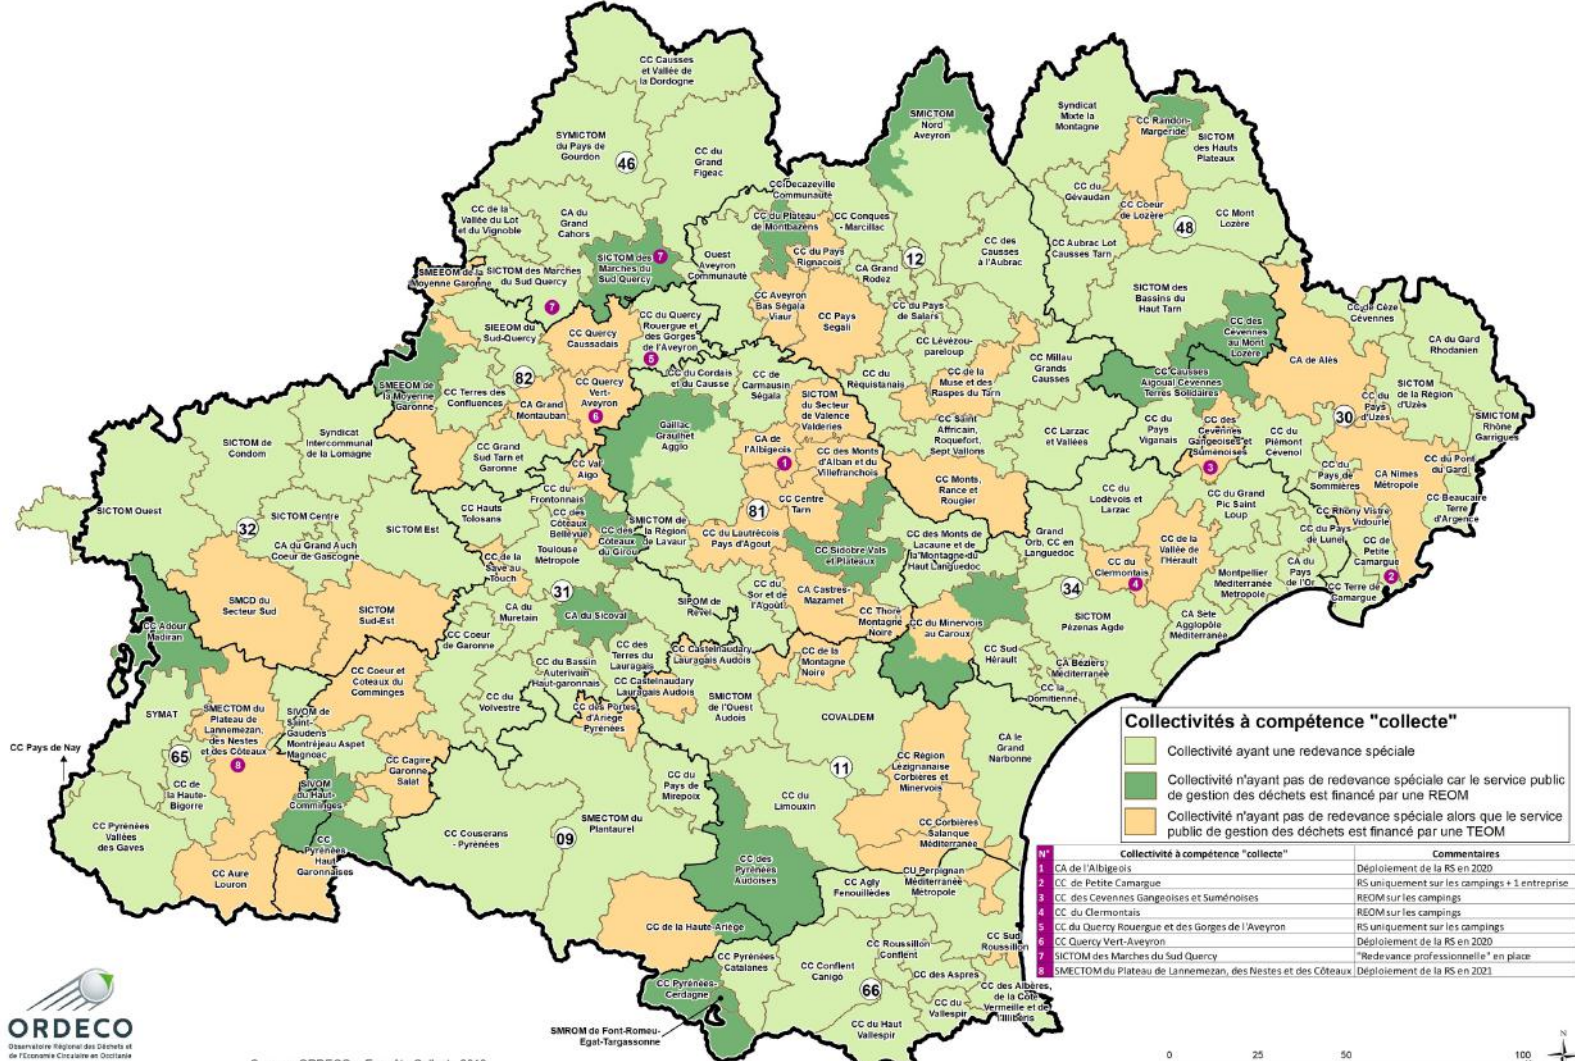 CC Causses
et Vallée de
la Dordogne
SYMICTOM
du Pays de
Gourdon
46
CC du
Grand
Figeac
CC de la
Vallée du Lot
et du Vignoble
CA du
Grand
Cahors
SICTOM des
Marches du
Sud Quercy
7
SMEEOM de la
Moyenne Garonne
SICTOM des Marches
du Sud Quercy
7
SMICTOM
Nord
Aveyron
CC Decazeville
Communauté
CC du Plateau
de Montbazens
CC Conques
- Marcillac
Ouest
Aveyron
Communauté
CC du Pays
Rignacois
12
CC des
Causses
à l'Aubrac
CA Grand
Rodez
CC Aveyron
Bas Ségala
Viaur
CC Pays
Segali
CC du Pays
de Salars
CC Lévézou-
pareloup
CC du
Réquistanais
CC de la
Muse et des
Raspes du Tarn
CC Millau
Grands
Causses
CC Saint
Affricain,
Roquefort,
Sept Vallons
CC Larzac
et Vallées
CC Monts,
Rance et
Rougier
Syndicat
Mixte la
Montagne
CC Randon-
Margeride
SICTOM
des Hauts
Plateaux
CC du
Gévaudan
CC Coeur
de Lozère
48
CC Mont
Lozère
CC Aubrac Lot
Causses Tarn
SICTOM des
Bassins du
Haut Tarn
CC des
Cévennes
au Mont
Lozère
CC Causses
Aigoual Cévennes
Terres Solidaires
CC de Cèze
Cévennes
CA du Gard
Rhodanien
CA de Alès
SICTOM
de la Région
d'Uzès
CC du
Pays
d'Uzès
30
SMICTOM
Rhône
Garrigues
CC du
Pays
Viganais
CC des
Cévennes
Gangeoises et
Suménoises
3
CC du
Piémont
Cévenol
CC du
Pays de
Sommières
CA Nîmes
Métropole
CC du Pont
du Gard
CC Beaucaire
Terre
d'Argence
CC Rhony Vistre
Vidourle
CC du Pays
de Lunel
CC de
Petite
Camargue
2
CC Terre de
Camargue
SIEEOM du
Sud-Quercy
CC Quercy
Caussadais
CC du Quercy
Rouergue et
des Gorges
de l'Aveyron
5
82
SMEEOM de
la Moyenne
Garonne
CC Terres des
Confluences
CA Grand
Montauban
CC Quercy
Vert-
Aveyron
6
CC Grand
Sud Tarn et
Garonne
CC du Cordais
et du Causse
CC de
Carmausin
Ségala
SICTOM
du Secteur
de Valence
Valderies
Gaillac
Graulhet
Agglo
CA de
l'Albigeois
1
CC des Monts
d'Alban et du
Villefranchois
CC Centre
Tarn
81
CC du Lautrécois
Pays d'Agout
CC Sidobre Vals
et Plateaux
CC des Monts de
Lacaune et de
la Montagne du
Haut Languedoc
CC du
Sor et de
l'Agoût
CA Castres-
Mazamet
CC Thoré
Montagne
Noire
SMICTOM de
la Région
de Lavaur
SIPOM de
Revel
SICTOM de
Condom
Syndicat
Intercommunal
de la Lomagne
SICTOM Ouest
32
SICTOM Centre
CA du Grand Auch
Coeur de Gascogne
SICTOM Est
SMCD du
Secteur Sud
SICTOM
Sud-Est
CC Val
Aigo
CC du
Frontonnais
CC Hauts
Tolosans
CC des
Côteaux
Bellevue
CC des
Côteaux
du Girou
Toulouse
Métropole
CC de la
Save au
Touch
31
CA du
Muretain
CA du Sicoval
CC Coeur
de Garonne
CC du Bassin
Auterivain
Haut-garonnais
CC des
Terres du
Lauragais
CC du
Volvestre
CC Castelnaudary
Lauragais Audois
CC Castelnaudary
Lauragais Audois
CC des Portes
d'Ariège
Pyrénées
CC Coeur et
Coteaux du
Comminges
SIVOM de
Saint-
Gaudens
Montréjeau Aspet
Magnoac
CC Cagire
Garonne
Salat
SIVOM
du Haut-
Comminges
CC
Pyrénées
Haut
Garonnaises
CC Adour
Madiran
SYMAT
SMECTOM du
Plateau de
Lannemezan,
des Nestes
et des Côteaux
8
CC Pays de Nay
65
CC de
la Haute-
Bigorre
CC Pyrénées
Vallées
des Gaves
CC Aure
Louron
CC Couserans
- Pyrénées
09
SMECTOM du
Plantaurel
CC du
Pays de
Mirepoix
CC de la Haute-Ariège
SMICTOM
de l'Ouest
Audois
CC de la
Montagne
Noire
COVALDEM
11
CC du
Limouxin
CC des
Pyrénées
Audoises
CC Région
Lézignanaise
Corbières et
Minervois
CA le
Grand
Narbonne
CC Corbières
Salanque
Méditerranée
CC du Minervois
au Caroux
Grand
Orb, CC en
Languedoc
CC du
Lodévois et
Larzac
CC du Grand
Pic Saint
Loup
CC de la
Vallée de
l'Hérault
CC du
Clermontais
4
34
Montpellier
Méditerranée
Métropole
CA du
Pays
de l'Or
SICTOM
Pézenas Agde
CA Sète
Agglopôle
Méditerranée
CC Sud-
Hérault
CA Béziers
Méditerranée
CC la
Domitienne
CC Agly
Fenouillèdes
CU Perpignan
Méditerranée
Métropole
CC Pyrénées
Catalanes
CC Roussillon
Conflent
CC Sud
Roussillon
CC Conflent
Canigó
CC des Aspres
66
CC du
Vallespir
CC des Albères,
de la Côte
Vermeille et de
l'Illibéris
CC du Haut
Vallespir
CC Pyrénées-
Cerdagne
SMROM de Font-Romeu-
Egat-Targassonne
Collectivités à compétence "collecte"
Collectivité ayant une redevance spéciale
Collectivité n'ayant pas de redevance spéciale car le service public
de gestion des déchets est financé par une REOM
Collectivité n'ayant pas de redevance spéciale alors que le service
public de gestion des déchets est financé par une TEOM
N° Collectivité à compétence "collecte" Commentaires
1 CA de l'Albigeois Déploiement de la RS en 2020
2 CC de Petite Camargue RS uniquement sur les campings + 1 entreprise
3 CC des Cevennes Gangeoises et Suménoises REOM sur les campings
4 CC du Clermontais REOM sur les campings
5 CC du Quercy Rouergue et des Gorges de l'Aveyron RS uniquement sur les campings
6 CC Quercy Vert-Aveyron Déploiement de la RS en 2020
7 SICTOM des Marches du Sud Quercy "Redevance professionnelle" en place
8 SMECTOM du Plateau de Lannemezan, des Nestes et des Côteaux Déploiement de la RS en 2021
ORDECO
Observatoire Régional des Déchets et
de l'Economie Circulaire en Occitanie
0 25 50 100
N